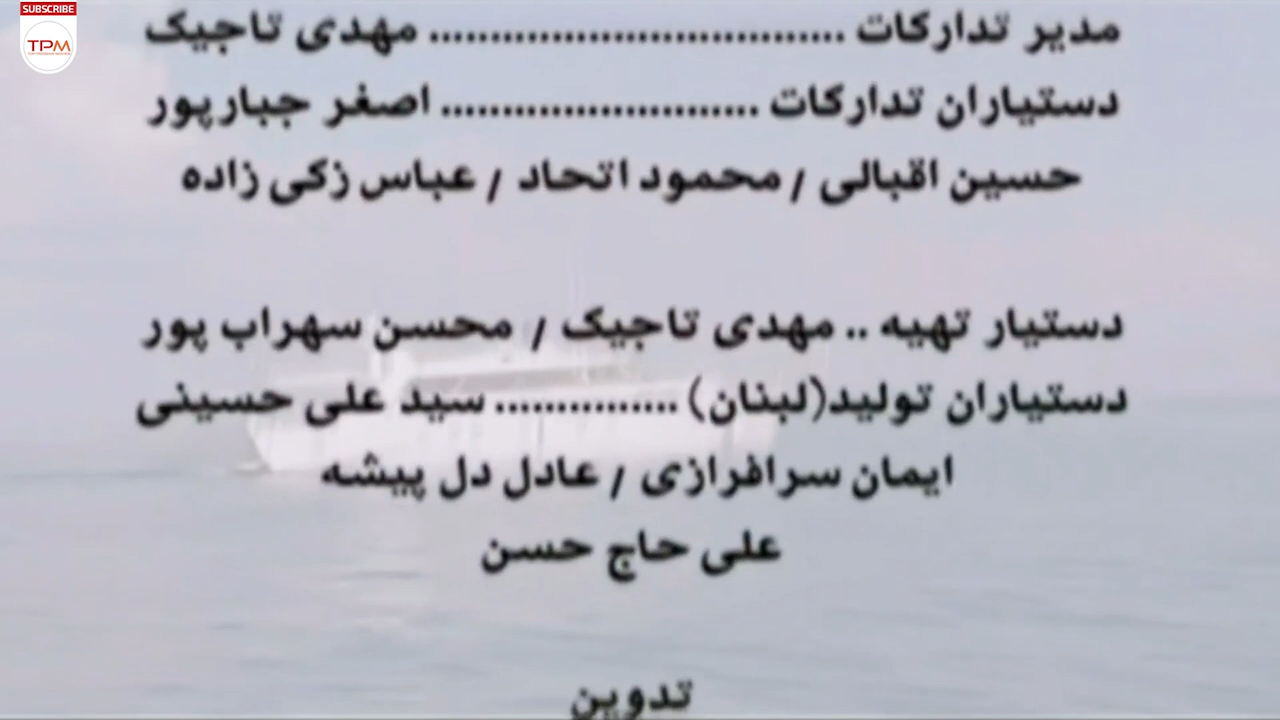 SUBSCRIBE
TPM
مدیر تدارکات .................................. مهدی تاجیک
دستیاران تدارکات .......................... اصغر جبارپور
حسین اقبالی / محمود اتحاد / عباس زکی زاده
دستیار تهیه .. مهدی تاجیک / محسن سهراب پور
دستیاران تولید(لبنان) ............... سید علی حسینی
ایمان سرافرازی / عادل دل پیشه
علی حاج حسن
تدوین